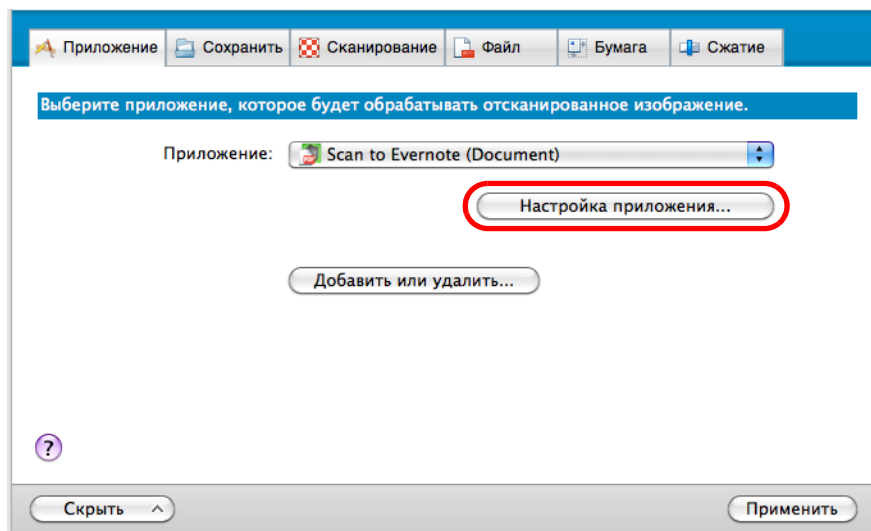 Приложение Сохранить Сканирование Файл Бумага Сжатие
Выберите приложение, которое будет обрабатывать отсканированное изображение.
Приложение: Scan to Evernote (Document)
Настройка приложения...
Добавить или удалить...
?
Скрыть Применить